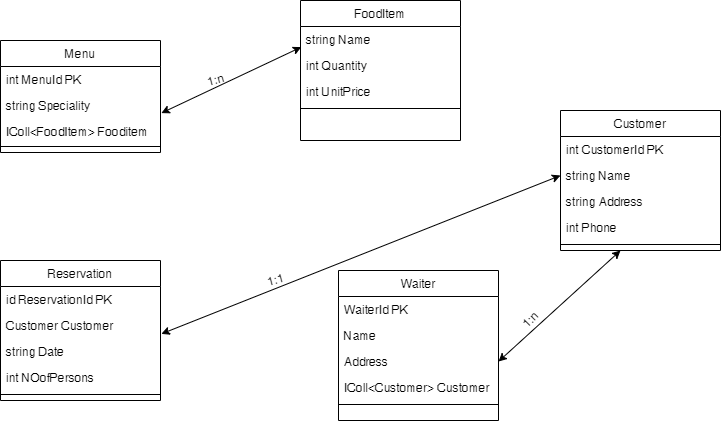 FoodItem
string Name
int Quantity
int UnitPrice
Menu
int MenuId PK
string Speciality
IColl<FoodItem> Fooditem
1:n
Customer
int CustomerId PK
string Name
string Address
int Phone
Reservation
id ReservationId PK
Customer Customer
string Date
int NOofPersons
1:1
Waiter
WaiterId PK
Name
Address
IColl<Customer> Customer
1:n